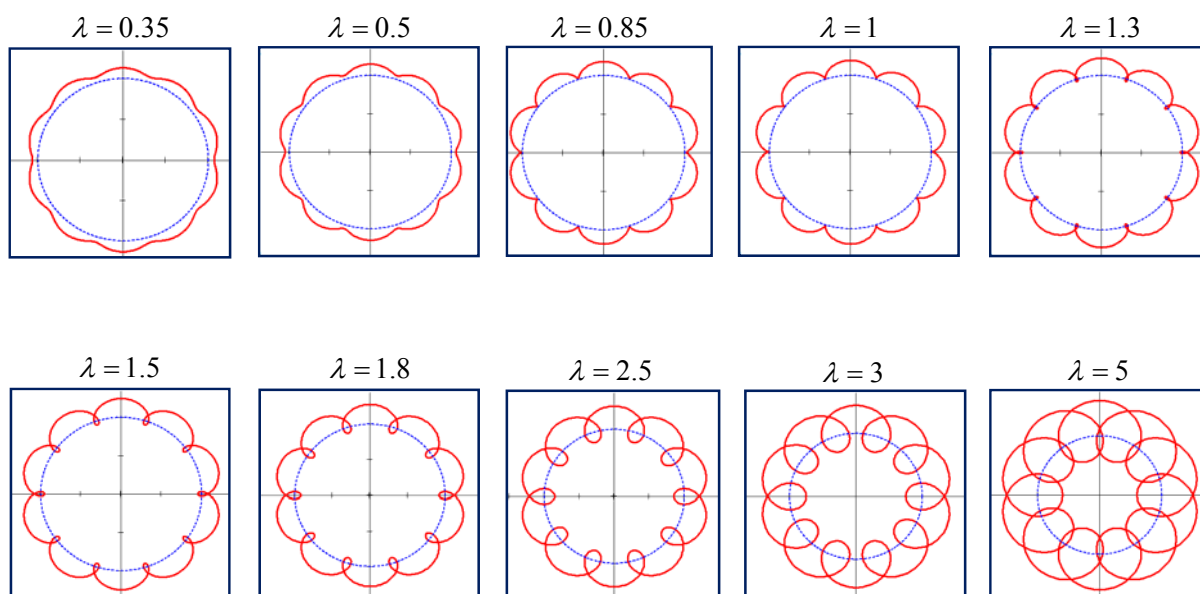 λ = 0.35
λ = 0.5
λ = 0.85
λ = 1
λ = 1.3
λ = 1.5
λ = 1.8
λ = 2.5
λ = 3
λ = 5